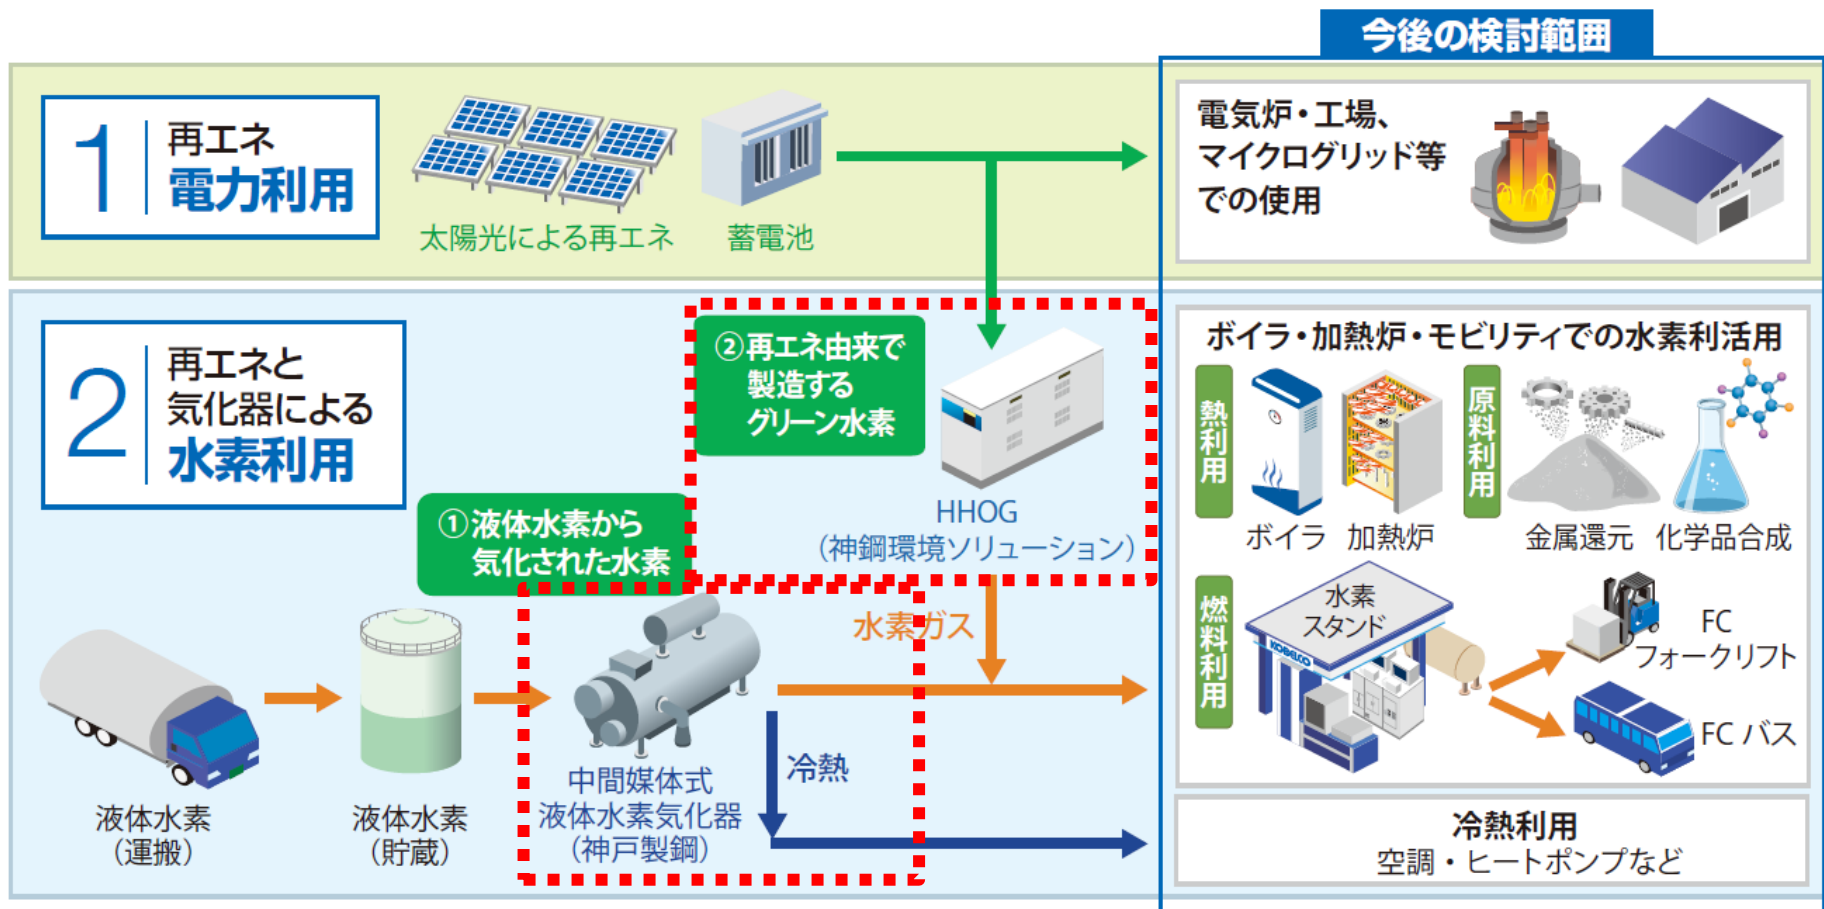 今後の検討範囲
1
再エネ
電力利用
太陽光による再エネ
蓄電池
電気炉・工場、
マイクログリッド等
での使用
2
再エネと
気化器による
水素利用
②再エネ由来で
製造する
グリーン水素
HHOG
（神鋼環境ソリューション）
①液体水素から
気化された水素
水素ガス
液体水素
（運搬）
液体水素
（貯蔵）
中間媒体式
液体水素気化器
（神戸製鋼）
冷熱
ボイラ・加熱炉・モビリティでの水素利活用
熱利用
ボイラ
加熱炉
原料利用
金属還元
化学品合成
燃料利用
水素
スタンド
KOBELCO
FC
フォークリフト
FC バス
冷熱利用
空調・ヒートポンプなど